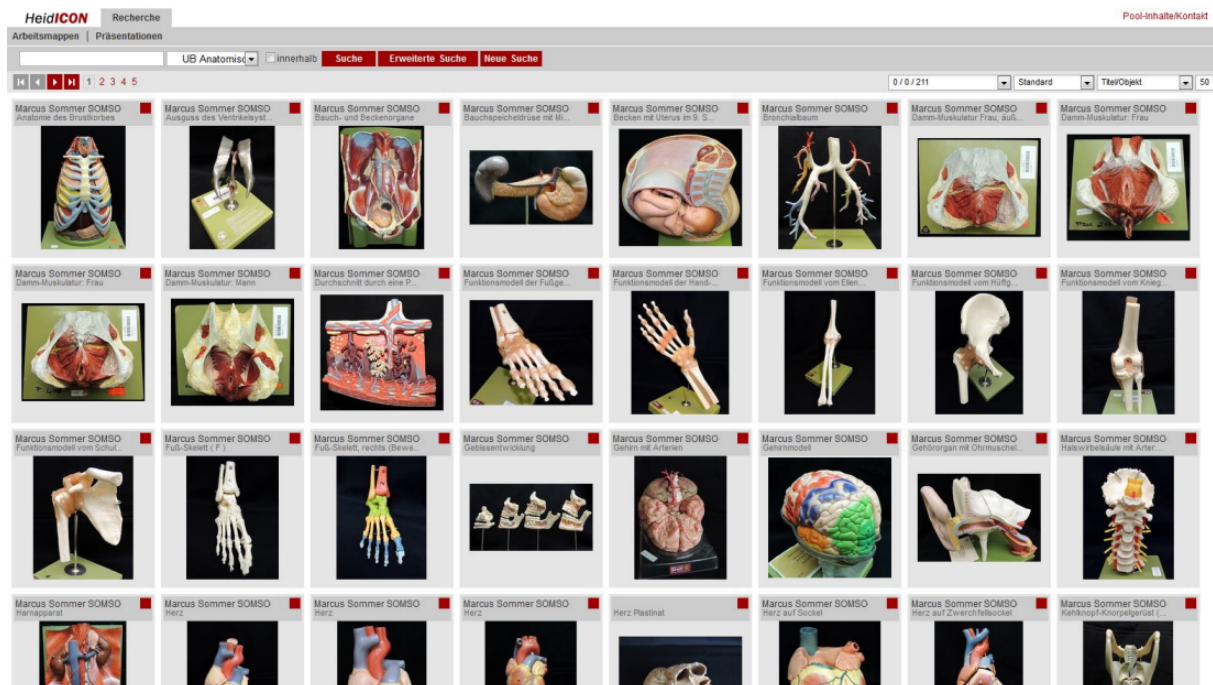 HeidICON Recherche Pool-Inhalte/Kontakt
Arbeitsmappen | Präsentationen
UB Anatomisc innerhalb Suche Erweiterte Suche Neue Suche
1 2 3 4 5 0 / 0 / 211 Standard Titel/Objekt 50
Marcus Sommer SOMSO Marcus Sommer SOMSO Marcus Sommer SOMSO Marcus Sommer SOMSO Marcus Sommer SOMSO Marcus Sommer SOMSO Marcus Sommer SOMSO Marcus Sommer SOMSO
Anatomie des Brustkorbes Ausguss des Ventrikelsyst... Bauch- und Beckenorgane Bauchspeicheldrüse mit Mi... Becken mit Uterus im 9. S... Bronchialbaum Damm-Muskulatur Frau, äuß... Damm-Muskulatur: Frau
Marcus Sommer SOMSO Marcus Sommer SOMSO Marcus Sommer SOMSO Marcus Sommer SOMSO Marcus Sommer SOMSO Marcus Sommer SOMSO Marcus Sommer SOMSO Marcus Sommer SOMSO
Damm-Muskulatur: Frau Damm-Muskulatur: Mann Durchschnitt durch eine P... Funktionsmodell der Fußge... Funktionsmodell der Hand-... Funktionsmodell vom Ellen... Funktionsmodell vom Hüftg... Funktionsmodell vom Knieg...
Marcus Sommer SOMSO Marcus Sommer SOMSO Marcus Sommer SOMSO Marcus Sommer SOMSO Marcus Sommer SOMSO Marcus Sommer SOMSO Marcus Sommer SOMSO Marcus Sommer SOMSO
Funktionsmodell vom Schul... Fuß-Skelett ( F ) Fuß-Skelett, rechts (Bewe... Gebissentwicklung Gehirn mit Arterien Gehirnmodell Gehörorgan mit Ohrmuschel... Halswirbelsäule mit Arter...
Marcus Sommer SOMSO Marcus Sommer SOMSO Marcus Sommer SOMSO Marcus Sommer SOMSO Marcus Sommer SOMSO Marcus Sommer SOMSO Marcus Sommer SOMSO
Harnapparat Herz Herz Herz Herz Plastinat Herz auf Sockel Herz auf Zwerchfellsockel Kehlkopf-Knorpelgerüst (...